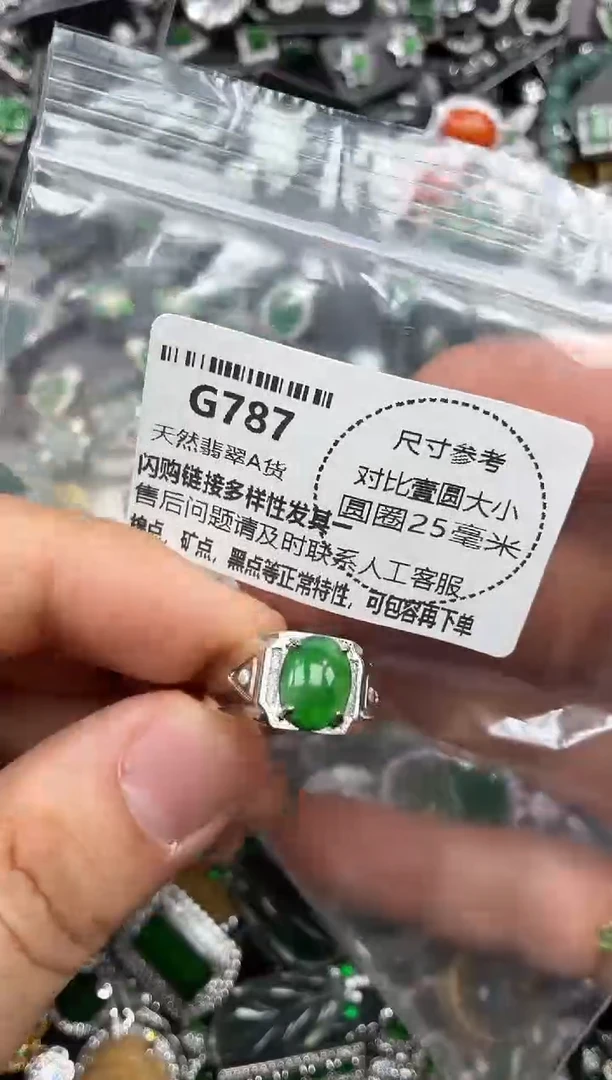 G787
天然翡翠A货
闪购链接多样性发其一
售后问题请及时联系人工客服
棉点，矿点，黑点等正常特性，可包容再下单
尺寸参考
对比壹圆大小
圆圈25毫米